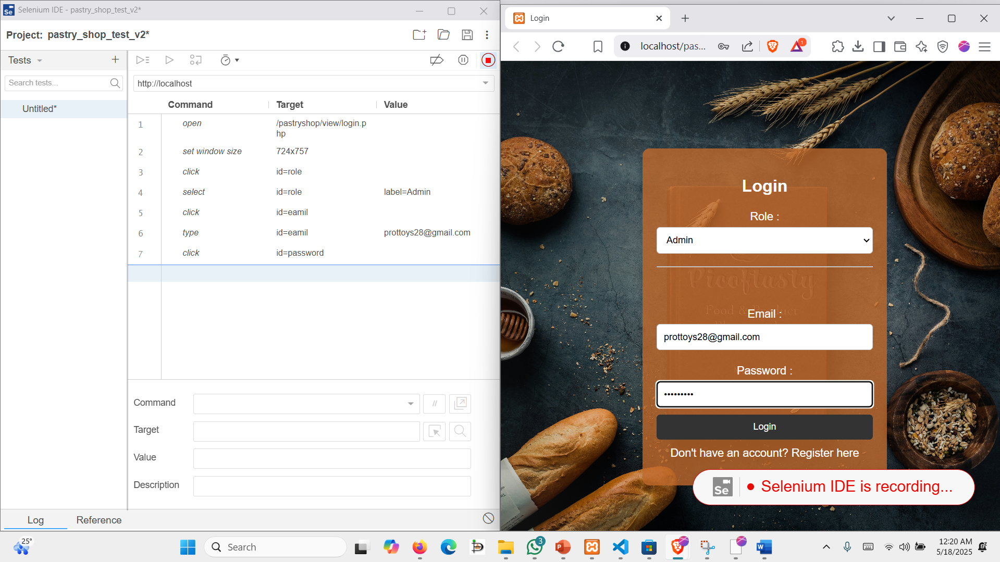 Selenium IDE - pastry_shop_test_v2*
Project: pastry_shop_test_v2*
Tests
Search tests...
Untitled*
http://localhost
Command Target Value
1 open /pastryshop/view/login.p
hp
2 set window size 724x757
3 click id=role
4 select id=role label=Admin
5 click id=eamil
6 type id=eamil prottoys28@gmail.com
7 click id=password
Command
//
Target
Value
Description
Log Reference
Login
localhost/pas...
1
Login
Role :
Admin
Picoftasty
Email :
prottoys28@gmail.com
Password :
•••••••••
Login
Don't have an account? Register here
Se
Selenium IDE is recording...
25°
Search
3
12:20 AM
5/18/2025